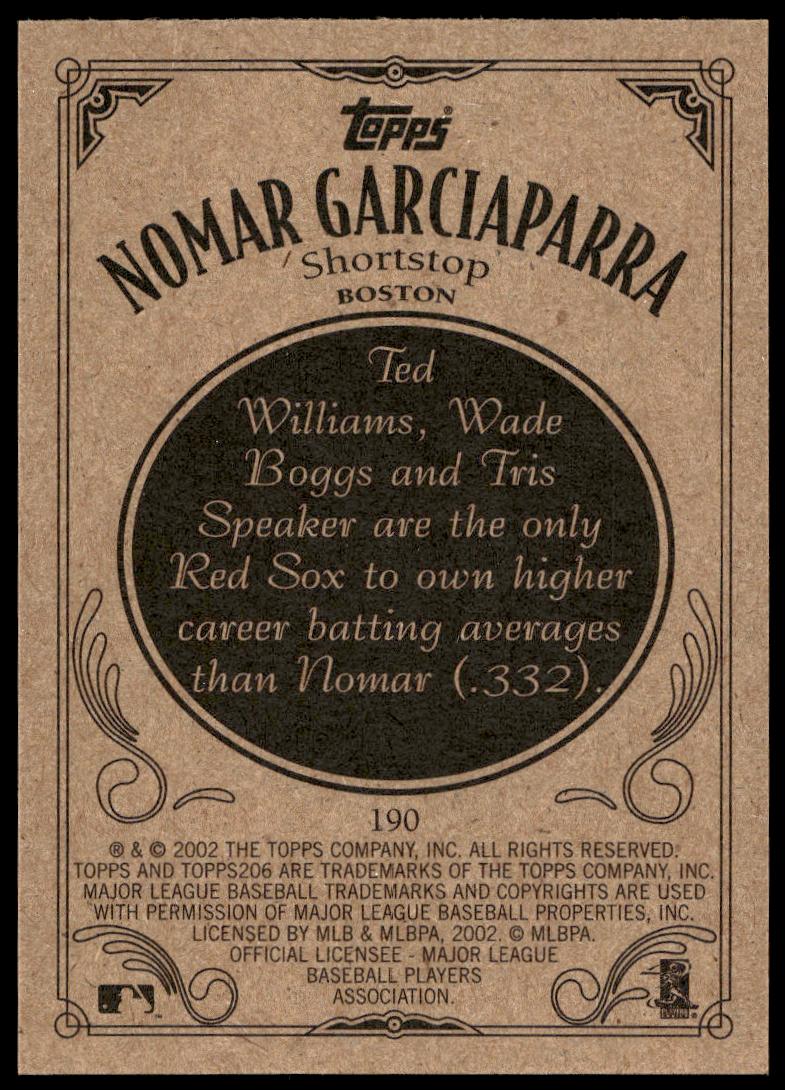 Topps®
NOMAR GARCIAPARRA
Shortstop
BOSTON
Ted
Williams, Wade
Boggs and Tris
Speaker are the only
Red Sox to own higher
career batting averages
than Nomar (.332).
190
® & © 2002 THE TOPPS COMPANY, INC. ALL RIGHTS RESERVED.
TOPPS AND TOPPS206 ARE TRADEMARKS OF THE TOPPS COMPANY, INC.
MAJOR LEAGUE BASEBALL TRADEMARKS AND COPYRIGHTS ARE USED
WITH PERMISSION OF MAJOR LEAGUE BASEBALL PROPERTIES, INC.
LICENSED BY MLB & MLBPA, 2002. © MLBPA.
OFFICIAL LICENSEE - MAJOR LEAGUE
BASEBALL PLAYERS
ASSOCIATION.